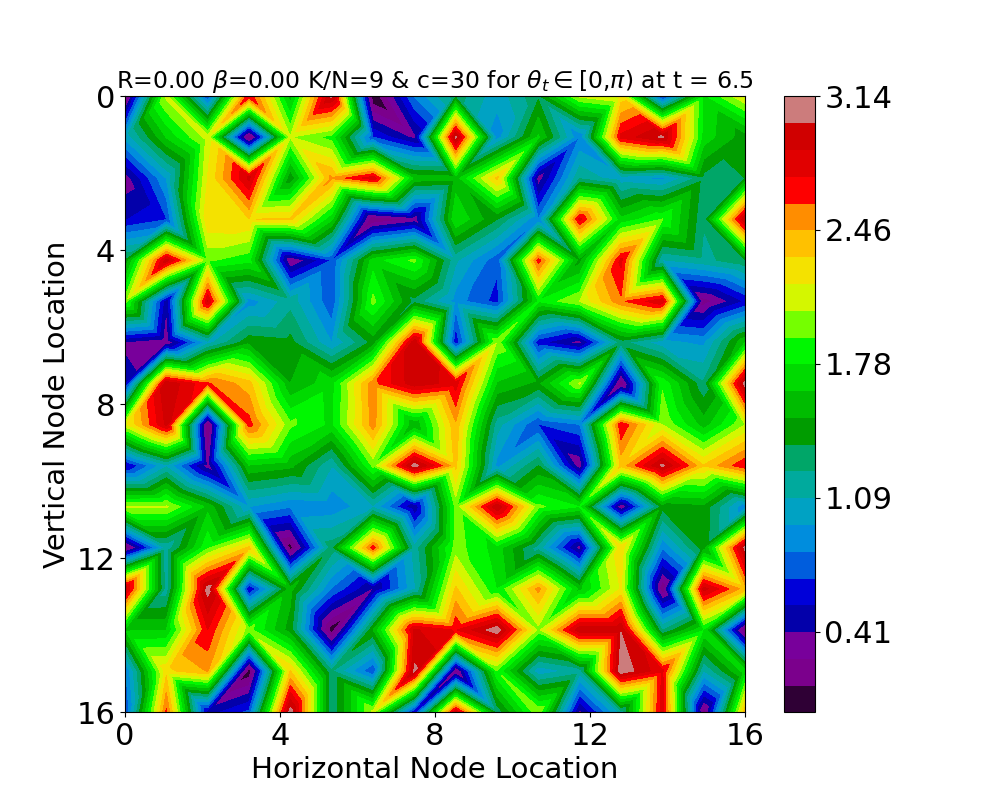 R=0.00 β=0.00 K/N=9 & c=30 for θ_t ∈ [0,π) at t = 6.5
0
4
8
12
16
Vertical Node Location
0 4 8 12 16
Horizontal Node Location
3.14
2.46
1.78
1.09
0.41